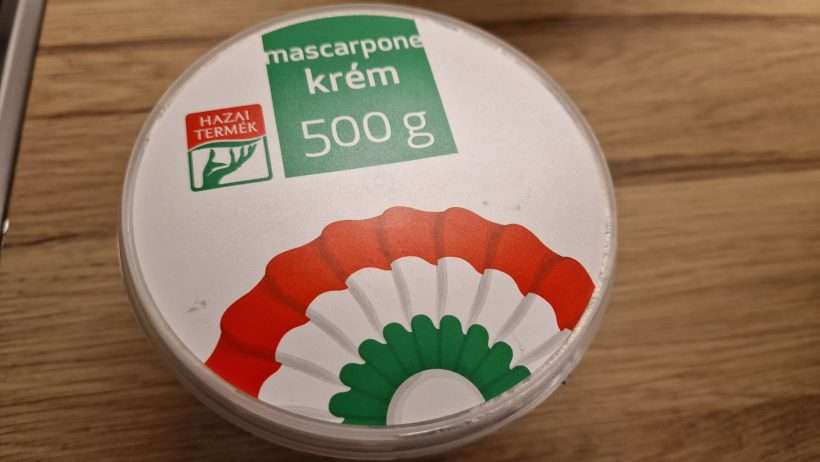 mascarpone
krém
500 g
HAZAI
TERMÉK